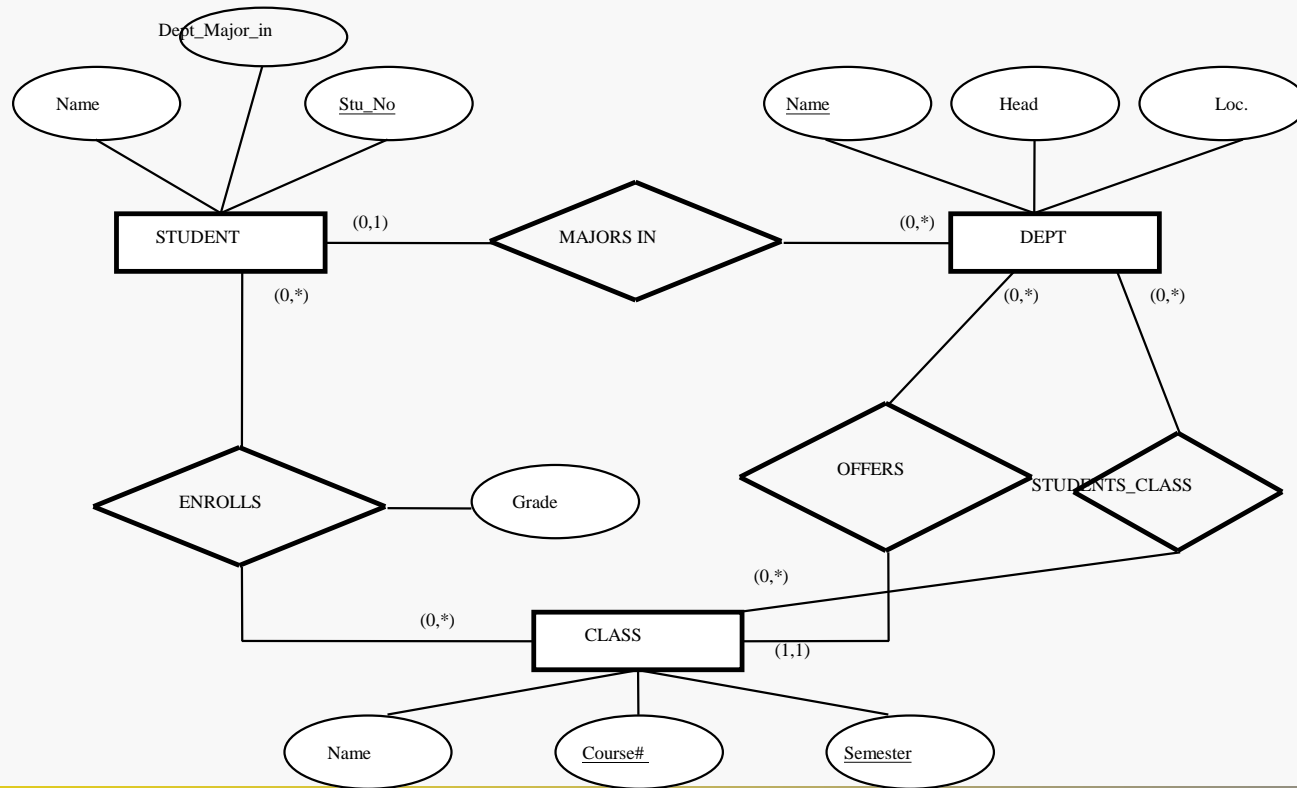 Dept_Major_in
Name
Stu_No
Name
Head
Loc.
STUDENT
(0,1)
MAJORS IN
(0,*)
DEPT
(0,*)
(0,*)
(0,*)
OFFERS
STUDENTS_CLASS
ENROLLS
Grade
(0,*)
(0,*)
CLASS
(1,1)
Name
Course#
Semester